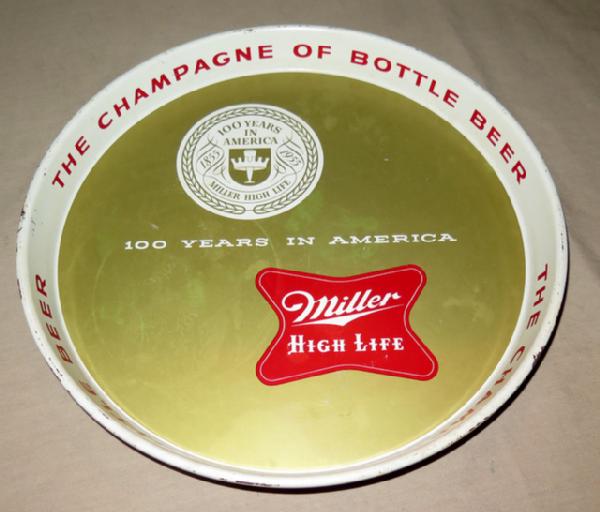 THE CHAMPAGNE OF BOTTLE BEER
100 YEARS
IN
AMERICA
1855 1955
MILLER HIGH LIFE
100 YEARS IN AMERICA
Miller
HIGH LIFE
THE
BEER